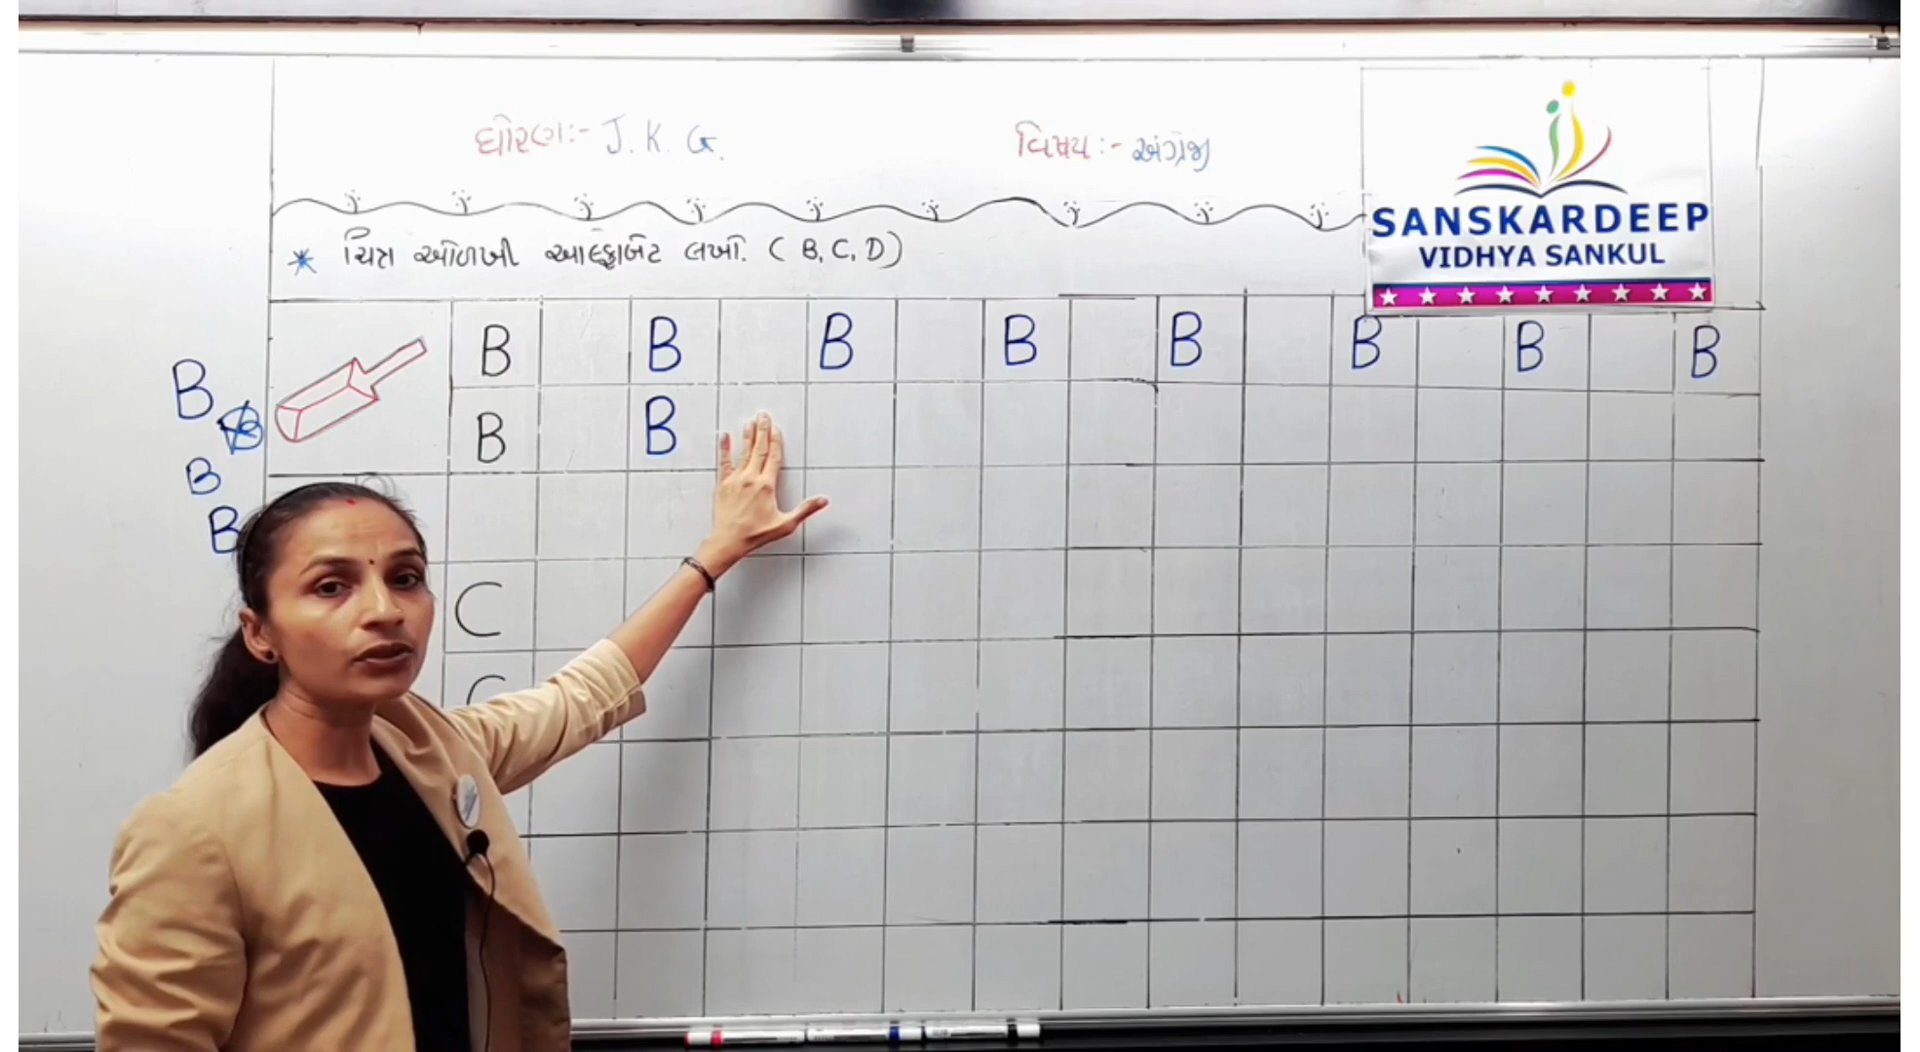 ધોરણ:- J. K. G.
વિષય:- અંગ્રેજી
SANSKARDEEP
VIDHYA SANKUL
* ચિત્ર ઓળખી આલ્ફાબેટ લખો. ( B, C, D )
B B B B B B B B
B B
B
B
B
C
C